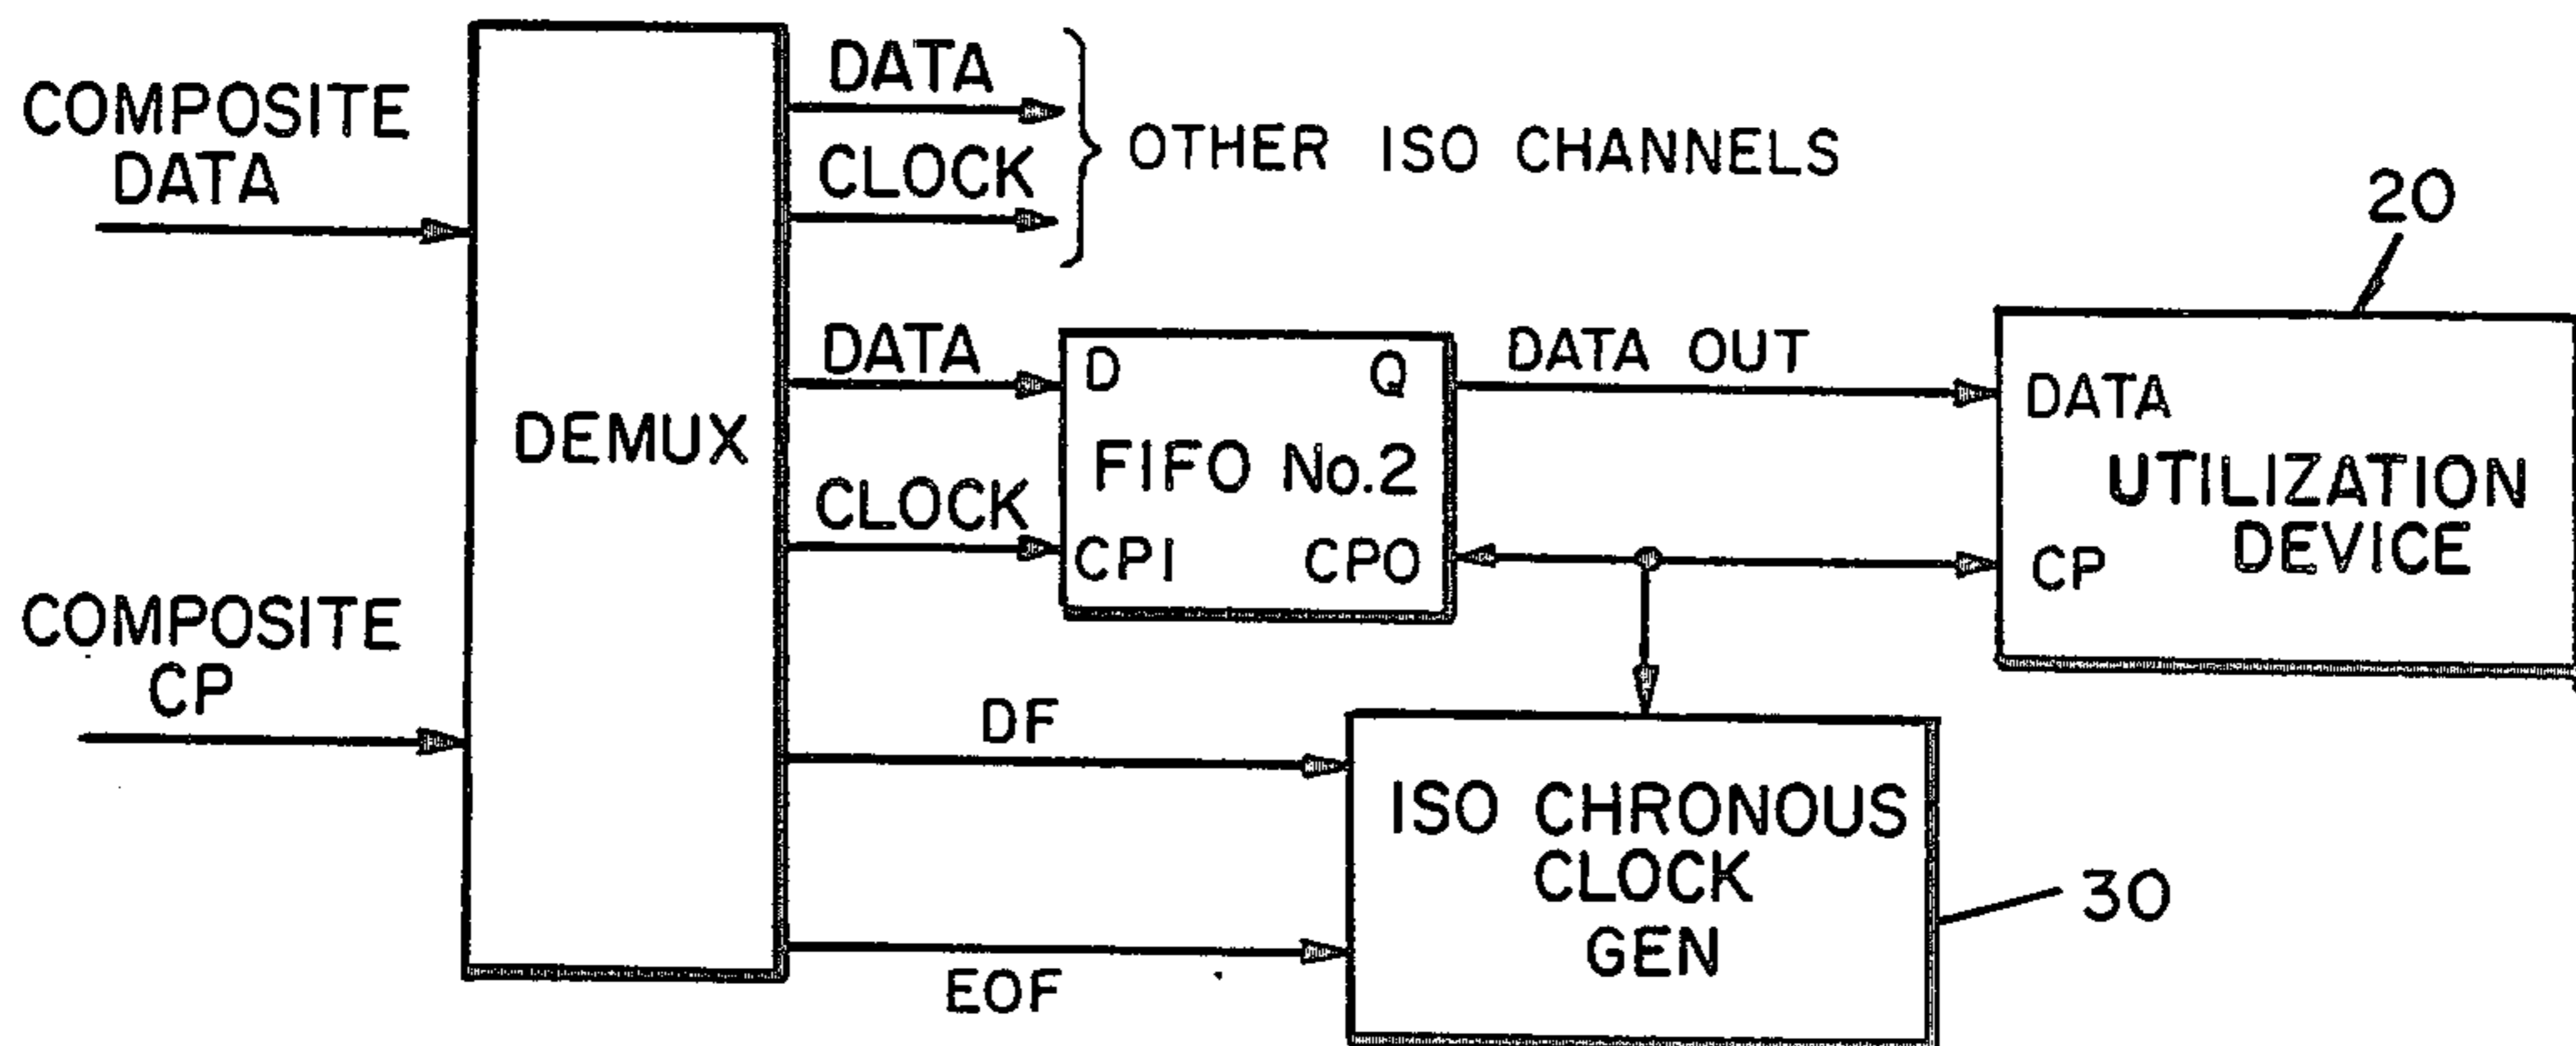 COMPOSITE
DATA
COMPOSITE
CP
DEMUX
DATA
CLOCK
OTHER ISO CHANNELS
DATA
CLOCK
D
Q
FIFO No.2
CPI
CPO
DATA OUT
20
DATA
UTILIZATION
DEVICE
CP
DF
EOF
ISO CHRONOUS
CLOCK
GEN
30